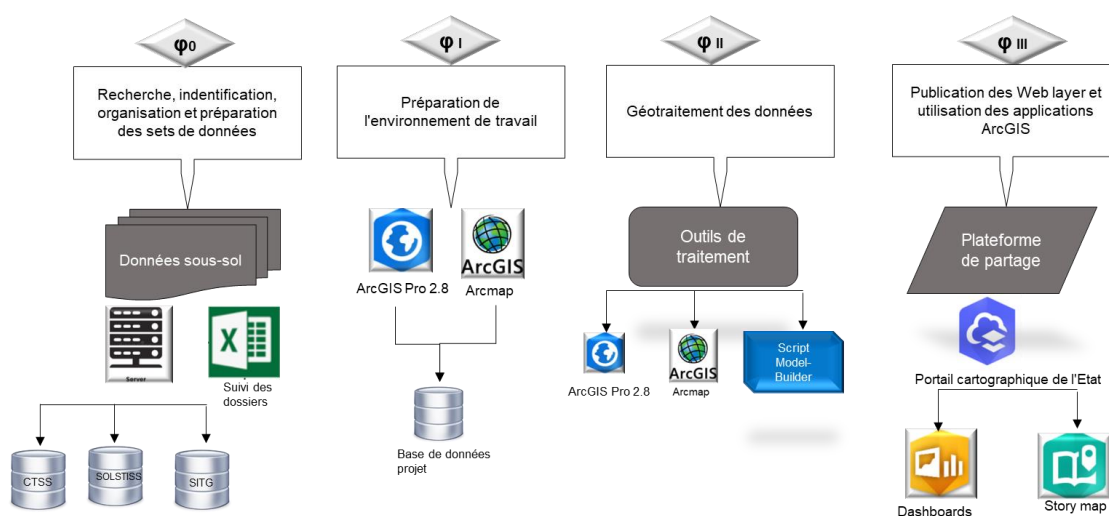 φ0
Recherche, indentification,
organisation et préparation
des sets de données
Données sous-sol
Server
Suivi des
dossiers
CTSS
SOLSTISS
SITG
φ I
Préparation de
l'environnement de travail
ArcGIS Pro 2.8
ArcGIS
Arcmap
Base de données
projet
φ II
Géotraitement des données
Outils de
traitement
ArcGIS Pro 2.8
ArcGIS
Arcmap
Script
Model-
Builder
φ III
Publication des Web layer et
utilisation des applications
ArcGIS
Plateforme
de partage
Portail cartographique de l'Etat
Dashboards
Story map